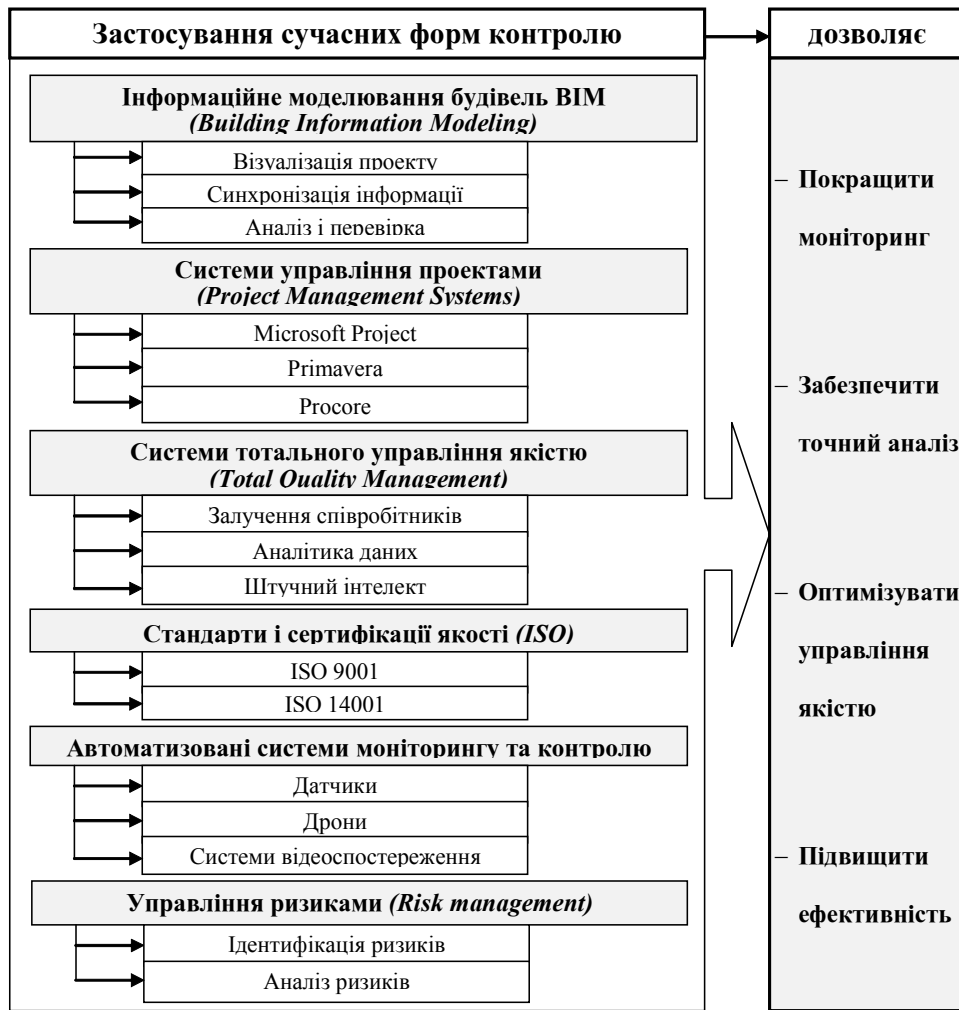 Застосування сучасних форм контролю
дозволяє
Інформаційне моделювання будівель BIM
(Building Information Modeling)
Візуалізація проекту
Синхронізація інформації
Аналіз і перевірка
Системи управління проектами
(Project Management Systems)
Microsoft Project
Primavera
Procore
Системи тотального управління якістю
(Total Quality Management)
Залучення співробітників
Аналітика даних
Штучний інтелект
Стандарти і сертифікації якості (ISO)
ISO 9001
ISO 14001
Автоматизовані системи моніторингу та контролю
Датчики
Дрони
Системи відеоспостереження
Управління ризиками (Risk management)
Ідентифікація ризиків
Аналіз ризиків
– Покращити
моніторинг
– Забезпечити
точний аналіз
– Оптимізувати
управління
якістю
– Підвищити
ефективність